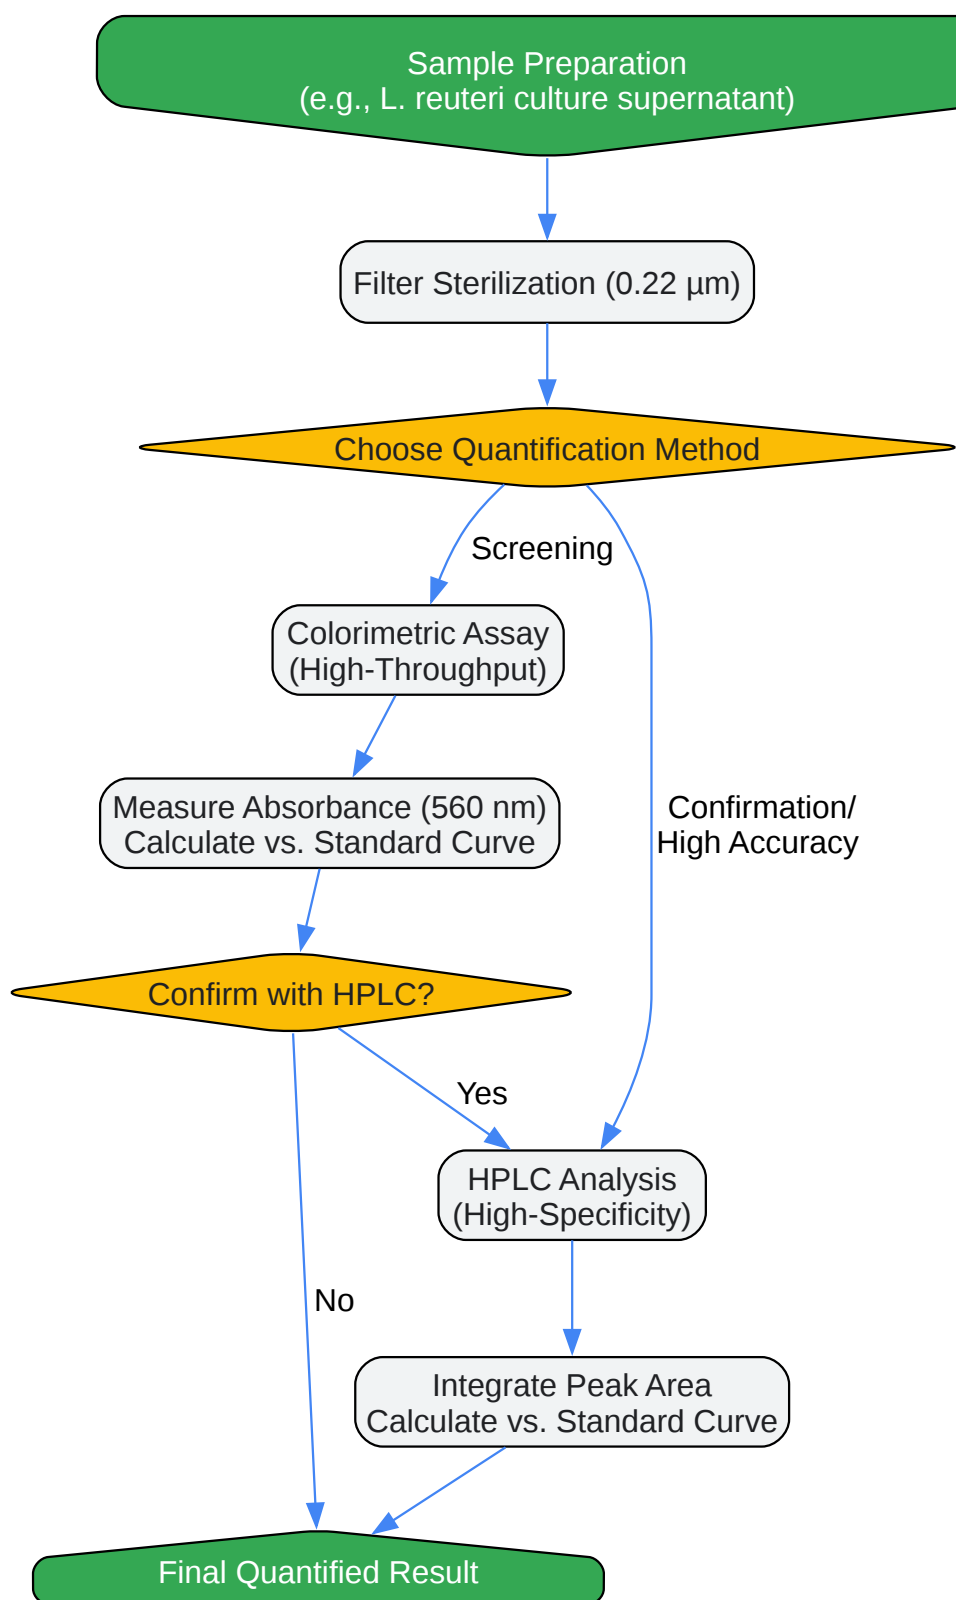 Sample Preparation
(e.g., L. reuteri culture supernatant)
Filter Sterilization (0.22 µm)
Choose Quantification Method
Screening
Colorimetric Assay
(High-Throughput)
Measure Absorbance (560 nm)
Calculate vs. Standard Curve
Confirmation/
High Accuracy
Confirm with HPLC?
Yes
HPLC Analysis
(High-Specificity)
No
Integrate Peak Area
Calculate vs. Standard Curve
Final Quantified Result